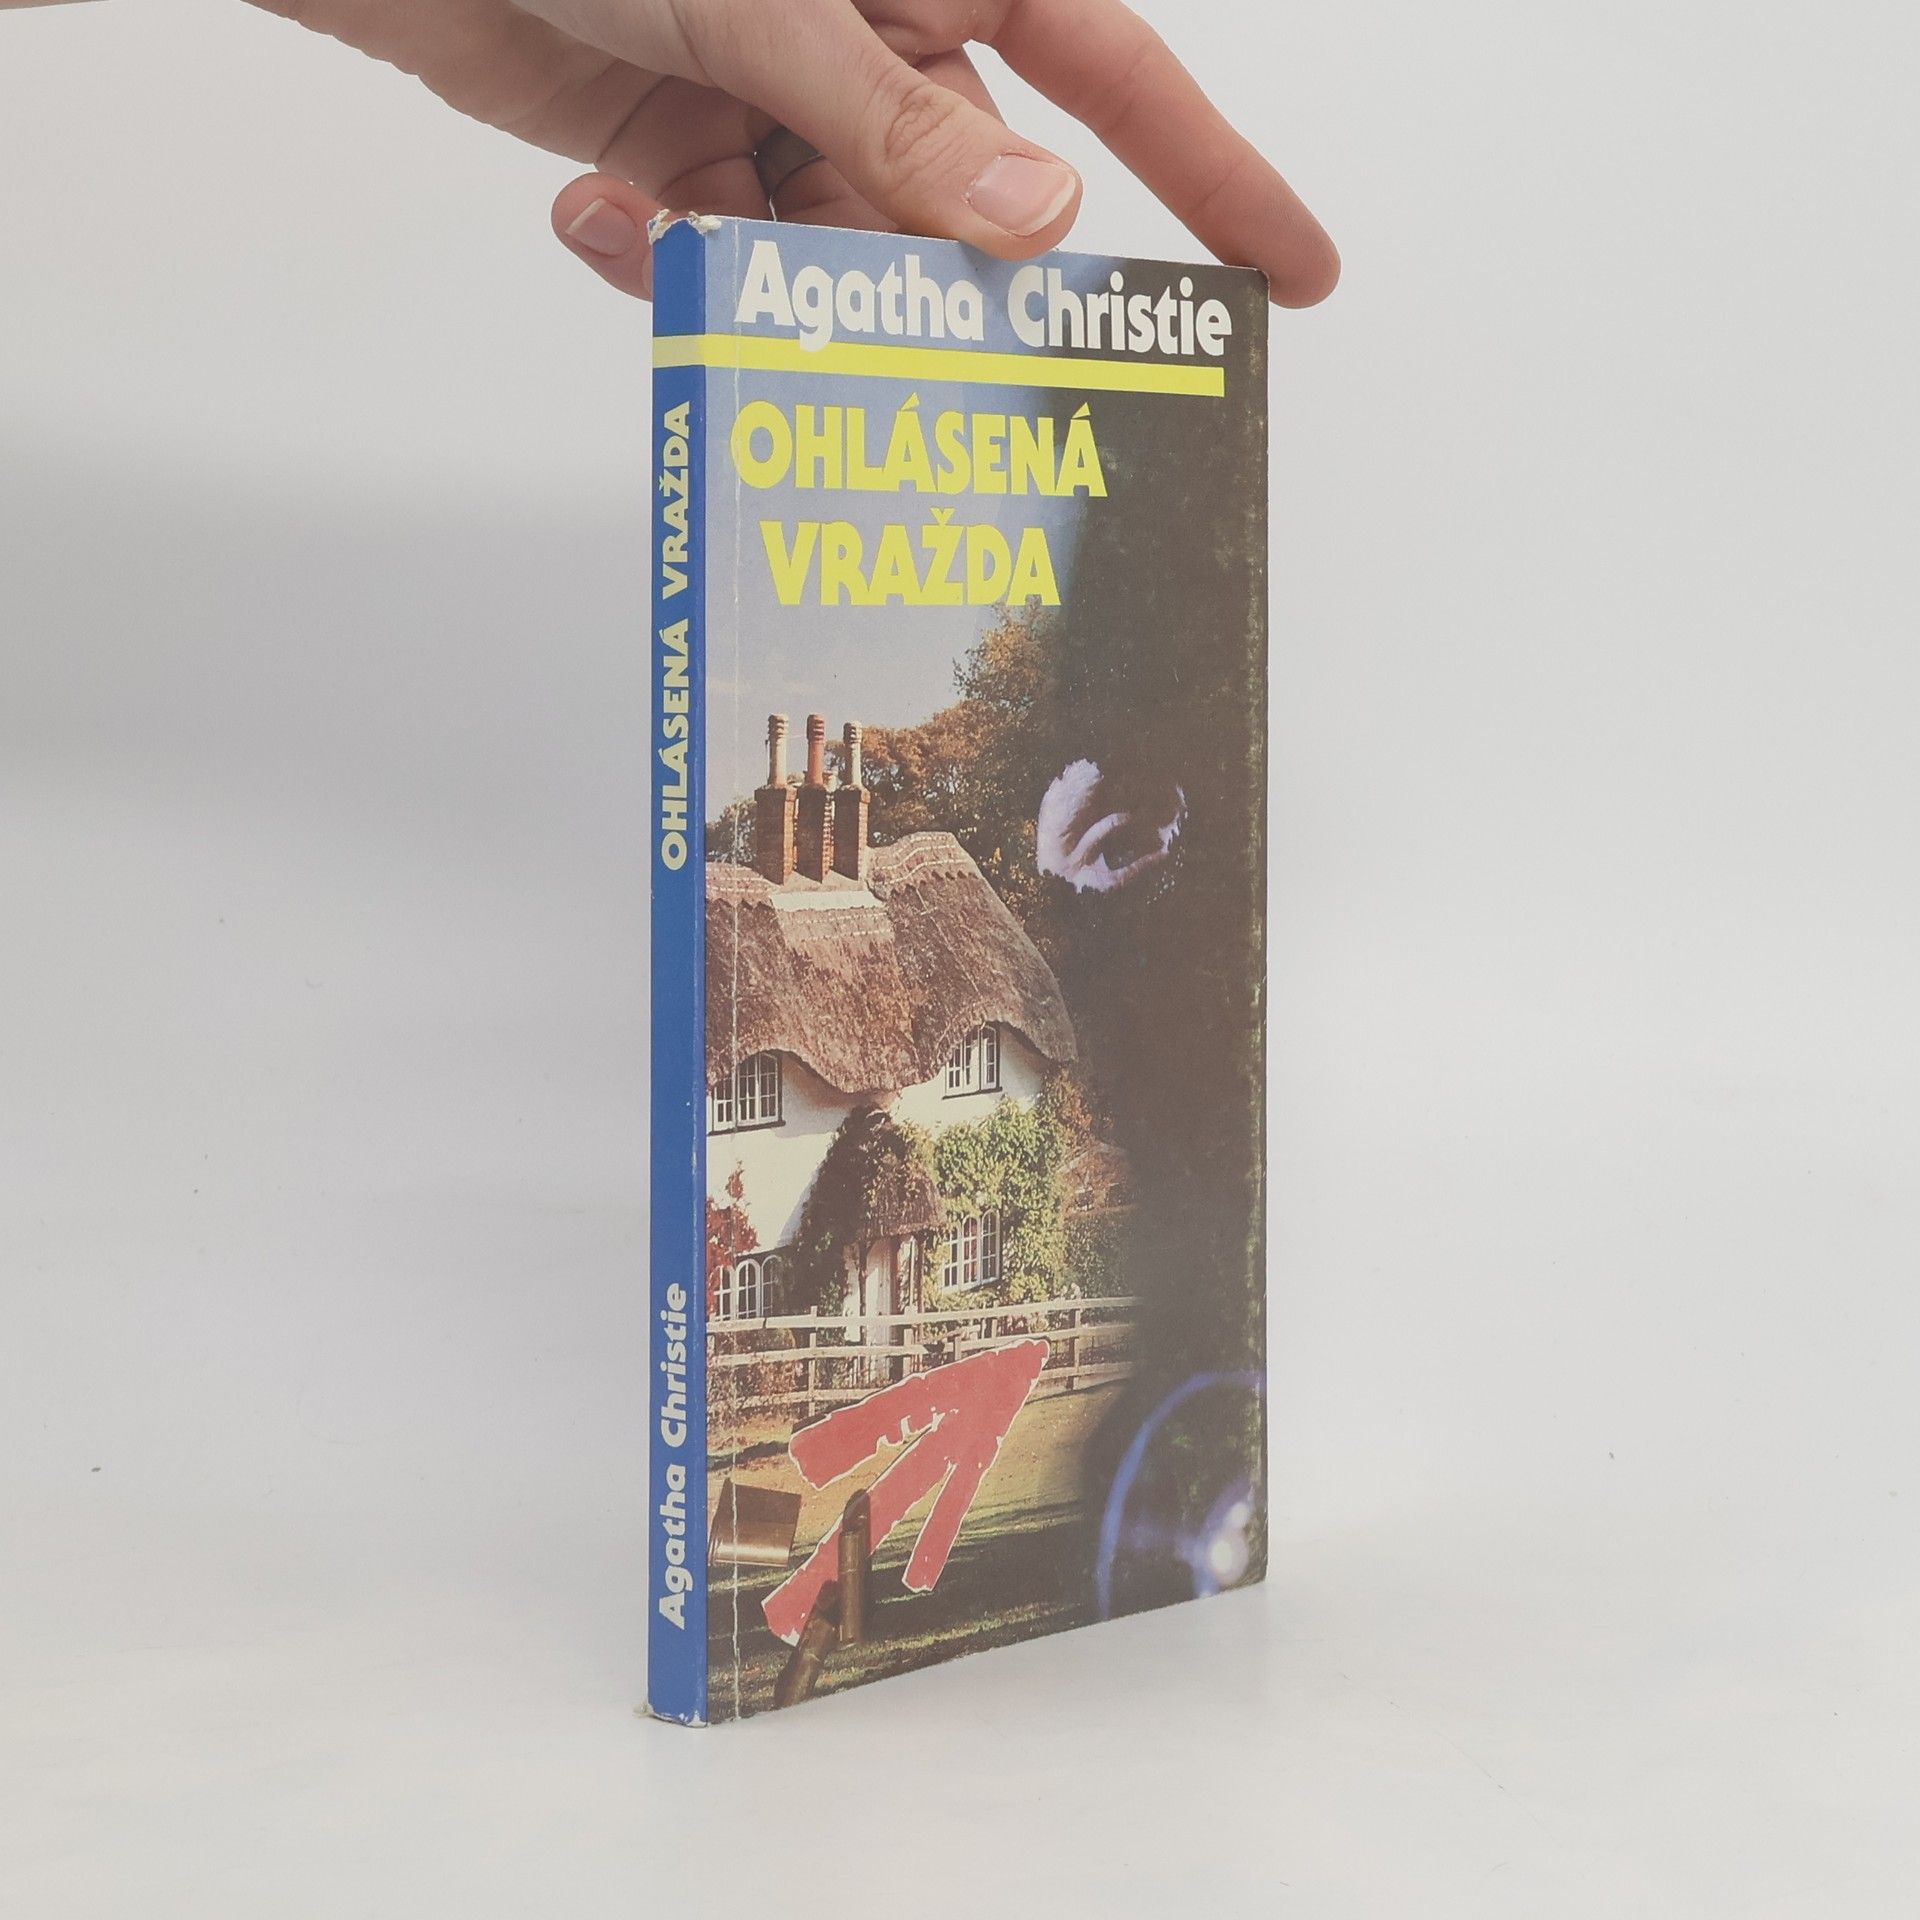 Agatha Christie
OHLÁSENÁ
VRAŽDA
Agatha Christie OHLÁSENÁ VRAŽDA